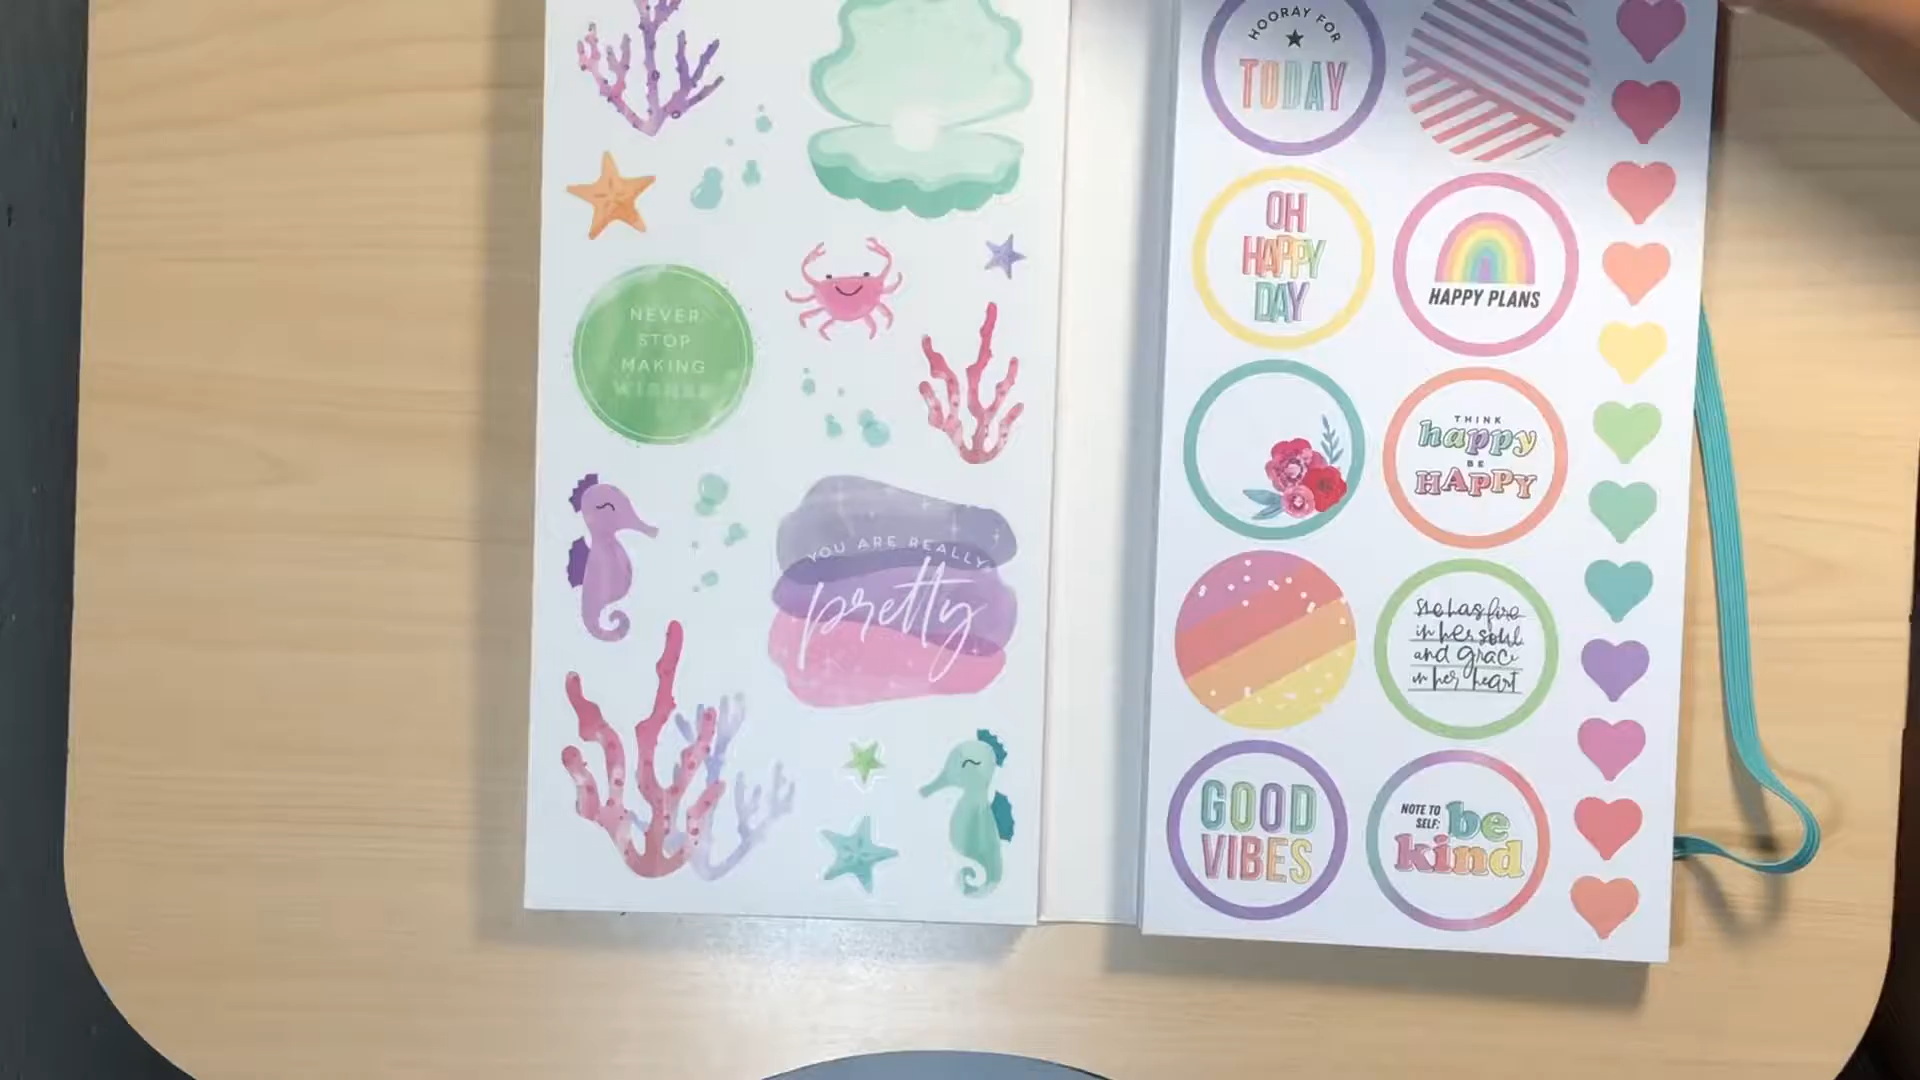 NEVER
STOP
MAKING
WISHES
YOU ARE REALLY
pretty
HOORAY FOR
TODAY
OH
HAPPY
DAY
HAPPY PLANS
THINK
happy
BE
HAPPY
She has fire
in her soul
and grace
in her heart
GOOD
VIBES
NOTE TO
SELF:
be
kind